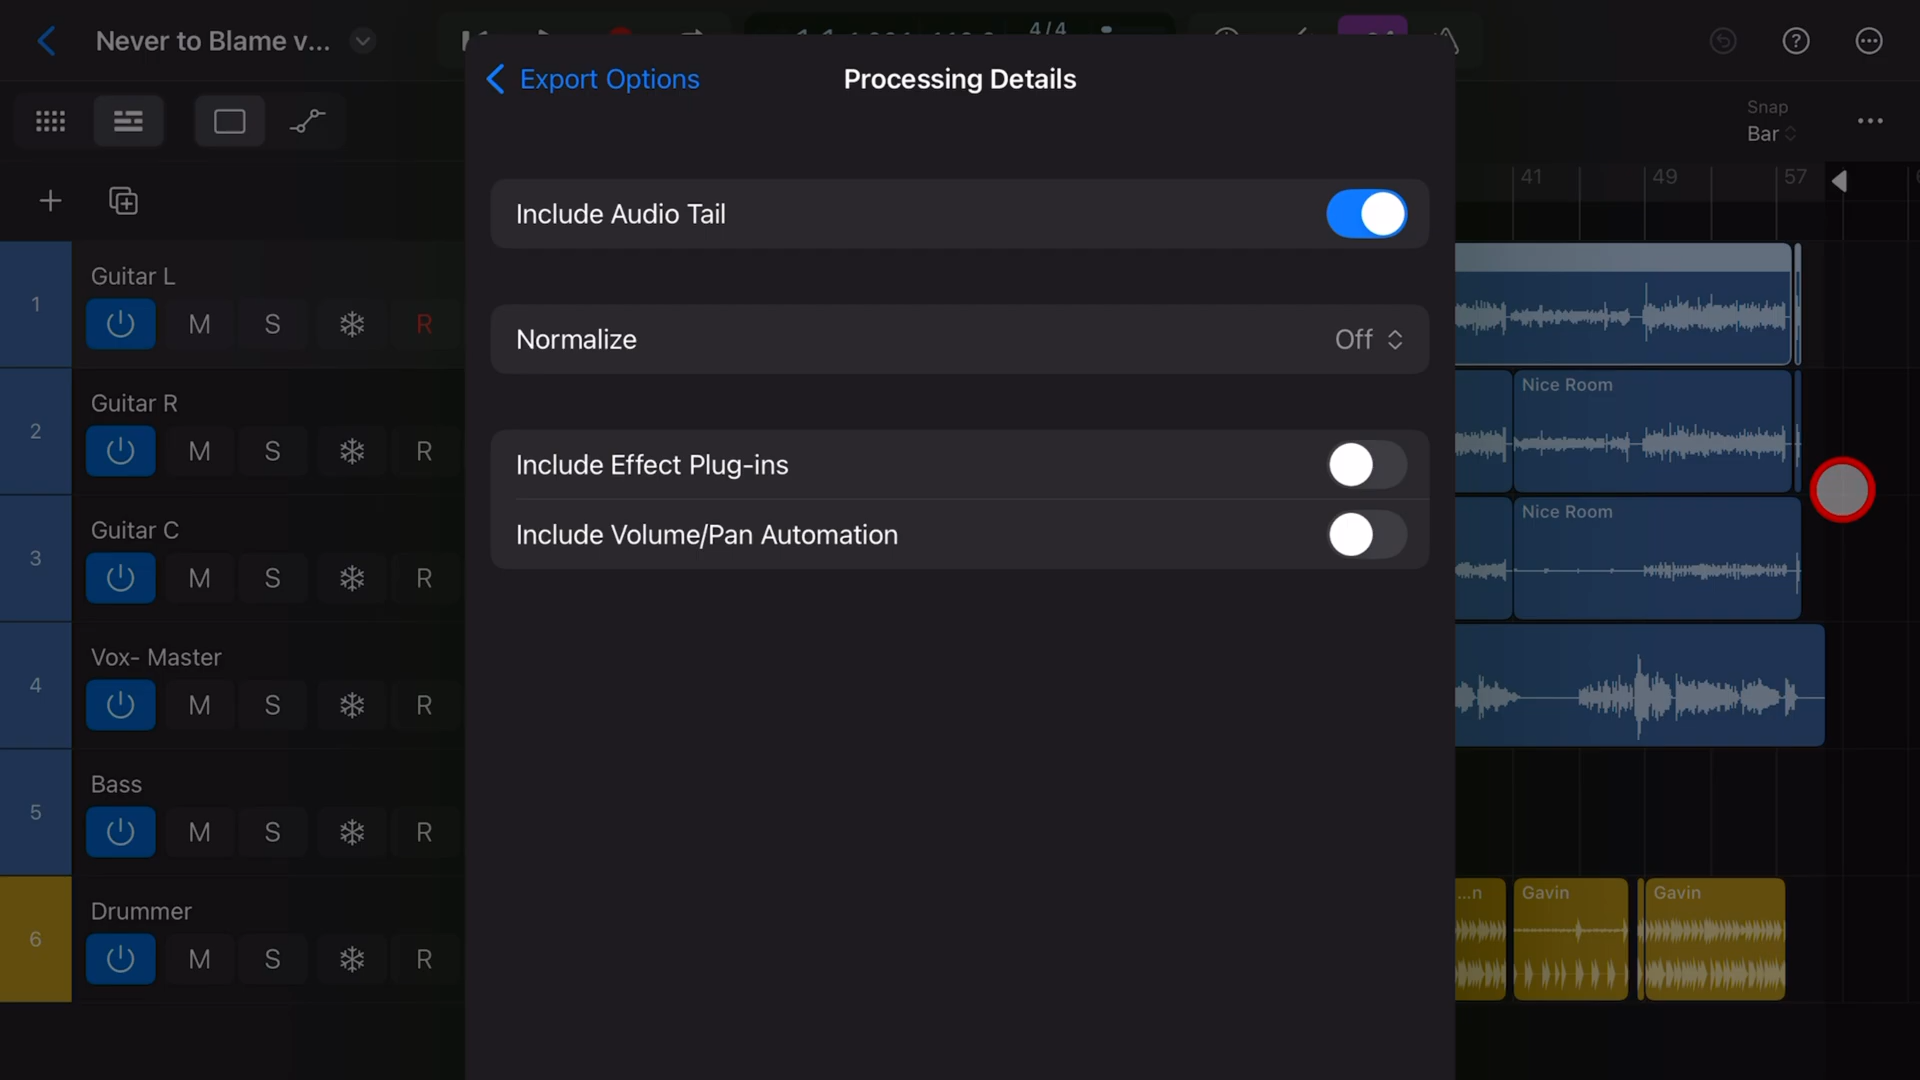 Never to Blame v...
4/4
Export Options
Processing Details
Snap
Bar
41
49
57
Include Audio Tail
Normalize
Off
Include Effect Plug-ins
Include Volume/Pan Automation
1
Guitar L
M
S
R
2
Guitar R
M
S
R
Nice Room
3
Guitar C
M
S
R
Nice Room
4
Vox- Master
M
S
R
5
Bass
M
S
R
6
Drummer
M
S
R
...n
Gavin
Gavin